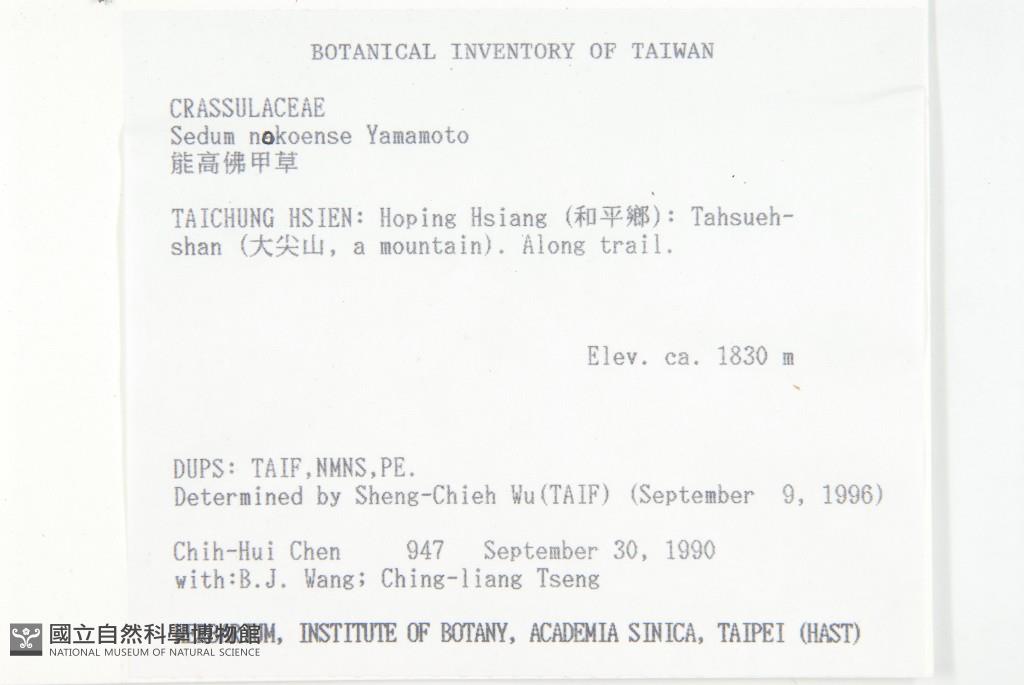 BOTANICAL INVENTORY OF TAIWAN
CRASSULACEAE
Sedum nokoense Yamamoto
能高佛甲草
TAICHUNG HSIEN: Hoping Hsiang (和平鄉): Tahsueh-
shan (大尖山, a mountain). Along trail.
Elev. ca. 1830 m
DUPS: TAIF,NMNS,PE.
Determined by Sheng-Chieh Wu(TAIF) (September 9, 1996)
Chih-Hui Chen 947 September 30, 1990
with:B.J. Wang; Ching-liang Tseng
INSTITUTE OF BOTANY, ACADEMIA SINICA, TAIPEI (HAST)
國立自然科學博物館
NATIONAL MUSEUM OF NATURAL SCIENCE